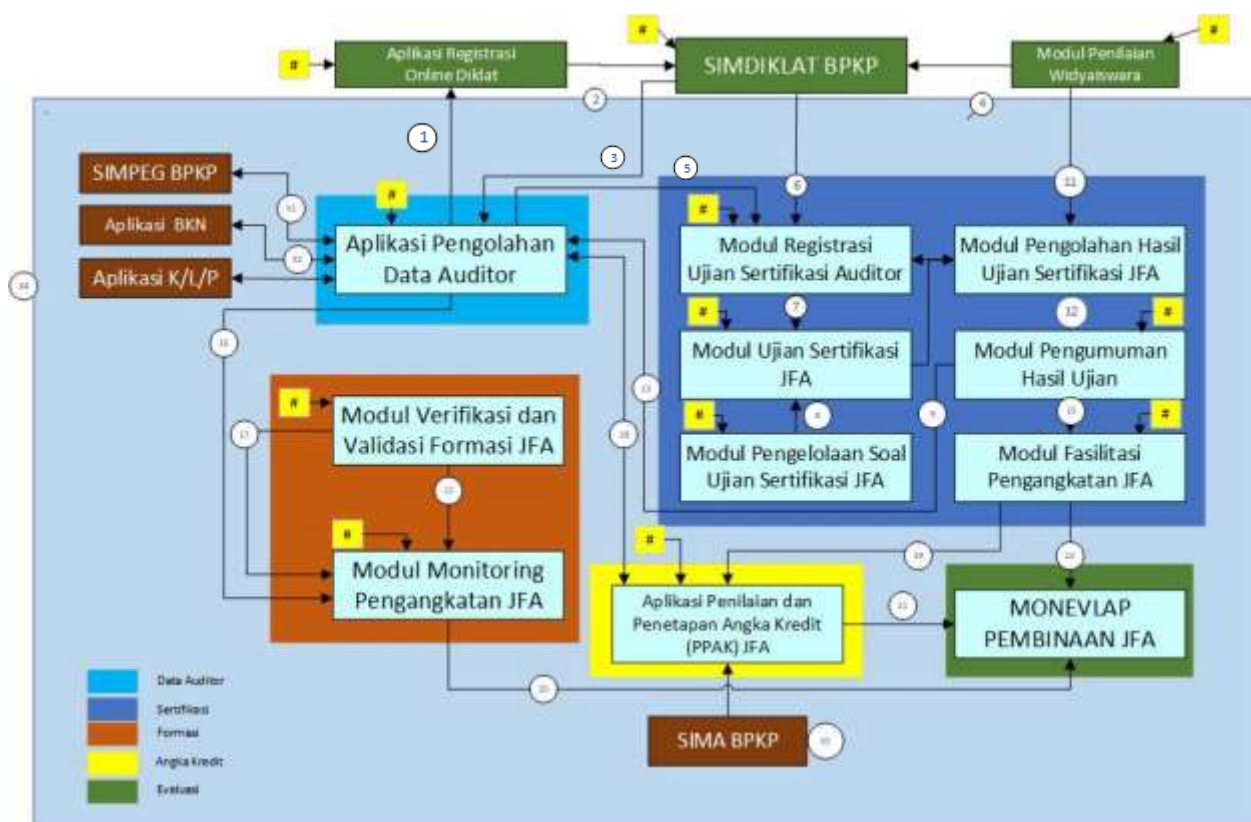 #
#
Aplikasi Registrasi
Online Diklat
SIMDIKLAT BPKP
Modul Penilaian
Widyaiswara
#
2
1
3
5
SIMPEG BPKP
#
6
11
Aplikasi BKN
#
Aplikasi Pengolahan
Data Auditor
Modul Registrasi
Ujian Sertifikasi Auditor
Modul Pengolahan Hasil
Ujian Sertifikasi JFA
Aplikasi K/L/P
#
7
12
#
Modul Ujian Sertifikasi
JFA
Modul Pengumuman
Hasil Ujian
#
Modul Verifikasi dan
Validasi Formasi JFA
#
#
Modul Pengelolaan Soal
Ujian Sertifikasi JFA
Modul Fasilitasi
Pengangkatan JFA
#
#
Modul Monitoring
Pengangkatan JFA
Aplikasi Penilaian dan
Penetapan Angka Kredit
(PPAK) JFA
MONEVLAP
PEMBINAAN JFA
Data Auditor
Sertifikasi
Formasi
Angka Kredit
Evaluasi
SIMA BPKP